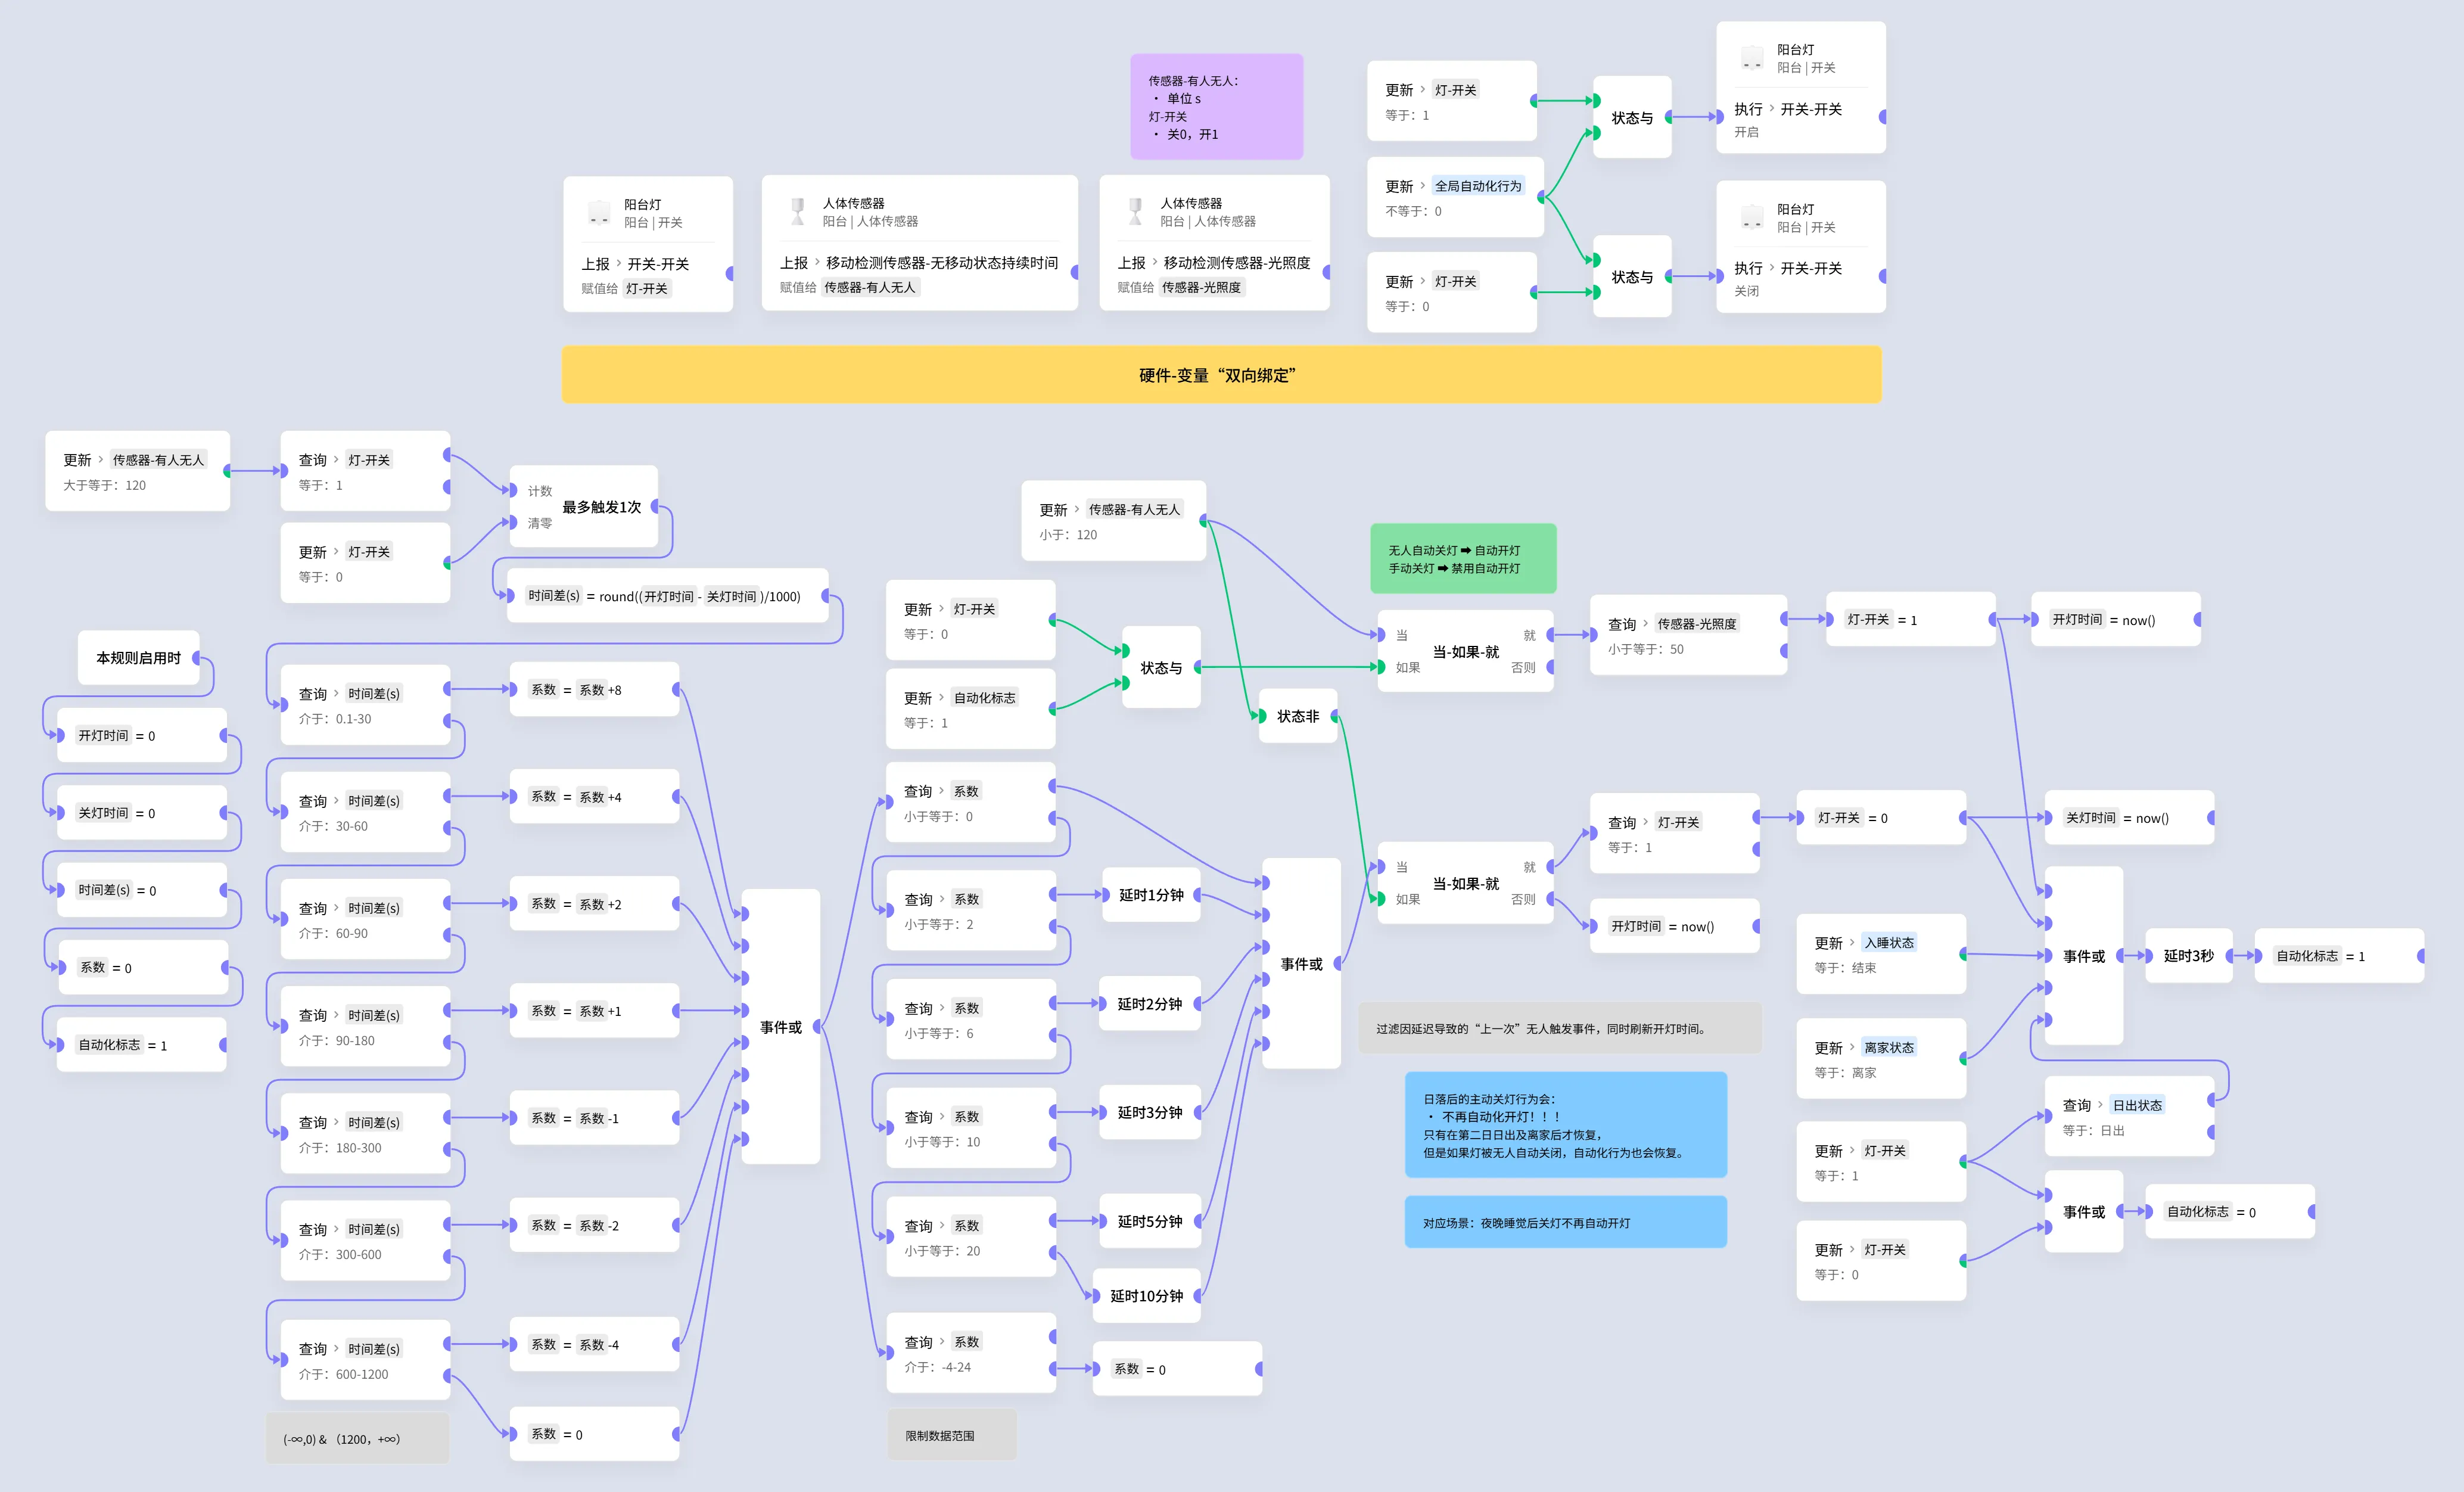 传感器-有人无人：
• 单位 s
灯-开关
• 关0，开1
更新 › 灯-开关
等于：1
更新 › 全局自动化行为
不等于：0
更新 › 灯-开关
等于：0
状态与
状态与
阳台灯
阳台 | 开关
执行 › 开关-开关
开启
阳台灯
阳台 | 开关
执行 › 开关-开关
关闭
阳台灯
阳台 | 开关
上报 › 开关-开关
赋值给 灯-开关
人体传感器
阳台 | 人体传感器
上报 › 移动检测传感器-无移动状态持续时间
赋值给 传感器-有人无人
人体传感器
阳台 | 人体传感器
上报 › 移动检测传感器-光照度
赋值给 传感器-光照度
硬件-变量“双向绑定”
更新 › 传感器-有人无人
大于等于：120
查询 › 灯-开关
等于：1
更新 › 灯-开关
等于：0
计数
清零
最多触发1次
时间差(s) = round((开灯时间 - 关灯时间 )/1000)
本规则启用时
开灯时间 = 0
关灯时间 = 0
时间差(s) = 0
系数 = 0
自动化标志 = 1
查询 › 时间差(s)
介于：0.1-30
系数 = 系数 +8
查询 › 时间差(s)
介于：30-60
系数 = 系数 +4
查询 › 时间差(s)
介于：60-90
系数 = 系数 +2
查询 › 时间差(s)
介于：90-180
系数 = 系数 +1
查询 › 时间差(s)
介于：180-300
系数 = 系数 -1
查询 › 时间差(s)
介于：300-600
系数 = 系数 -2
查询 › 时间差(s)
介于：600-1200
系数 = 系数 -4
系数 = 0
(-∞,0) & （1200，+∞）
事件或
更新 › 传感器-有人无人
小于：120
更新 › 灯-开关
等于：0
更新 › 自动化标志
等于：1
状态与
状态非
查询 › 系数
小于等于：0
查询 › 系数
小于等于：2
延时1分钟
查询 › 系数
小于等于：6
延时2分钟
查询 › 系数
小于等于：10
延时3分钟
查询 › 系数
小于等于：20
延时5分钟
延时10分钟
查询 › 系数
介于：-4-24
系数 = 0
限制数据范围
事件或
无人自动关灯 ➡ 自动开灯
手动关灯 ➡ 禁用自动开灯
当
如果
当-如果-就
就
否则
查询 › 传感器-光照度
小于等于：50
灯-开关 = 1
开灯时间 = now()
当
如果
当-如果-就
就
否则
查询 › 灯-开关
等于：1
开灯时间 = now()
灯-开关 = 0
关灯时间 = now()
过滤因延迟导致的“上一次”无人触发事件，同时刷新开灯时间。
日落后的主动关灯行为会：
• 不再自动化开灯！！！
只有在第二日日出及离家后才恢复，
但是如果灯被无人自动关闭，自动化行为也会恢复。
对应场景：夜晚睡觉后关灯不再自动开灯
更新 › 入睡状态
等于：结束
更新 › 离家状态
等于：离家
更新 › 灯-开关
等于：1
更新 › 灯-开关
等于：0
事件或
延时3秒
自动化标志 = 1
查询 › 日出状态
等于：日出
事件或
自动化标志 = 0